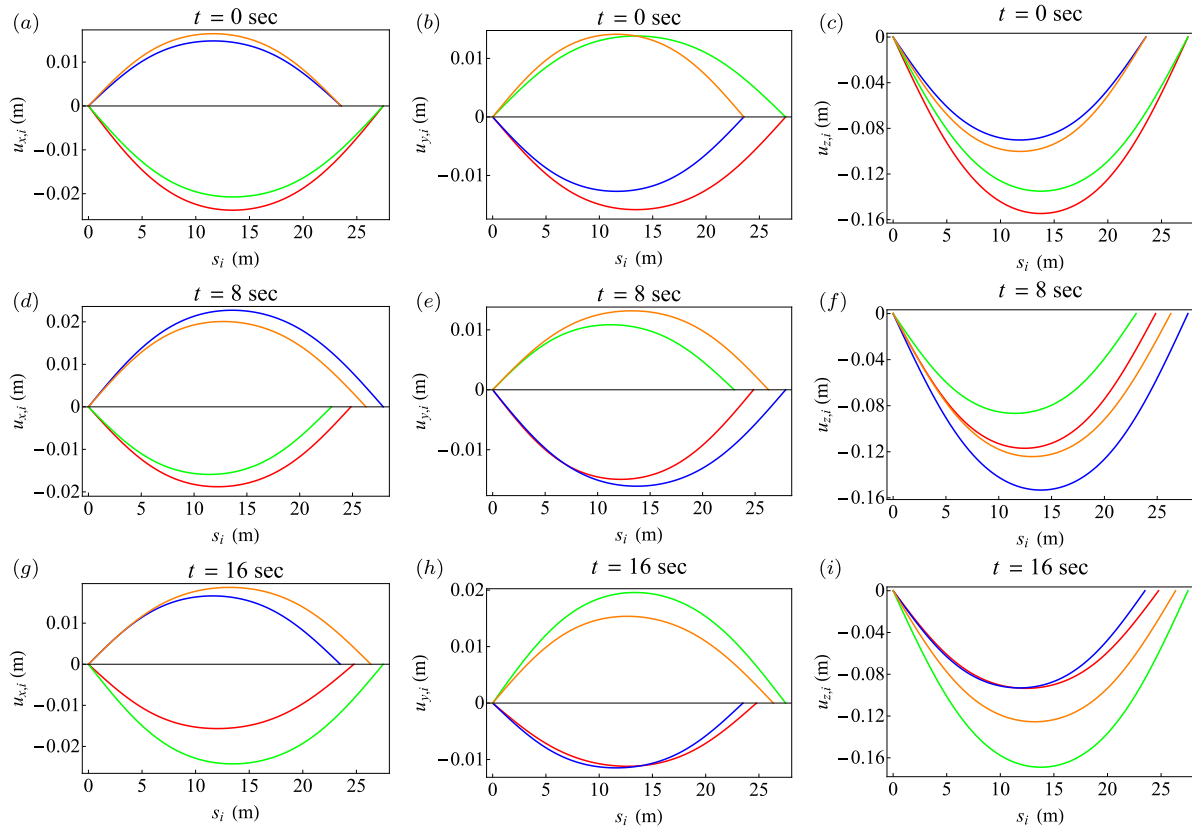 (a) t = 0 sec
0.01
0
−0.01
−0.02
u_{x,i} (m)
0 5 10 15 20 25
s_i (m)
(b) t = 0 sec
0.01
0
−0.01
u_{y,i} (m)
0 5 10 15 20 25
s_i (m)
(c) t = 0 sec
0
−0.04
−0.08
−0.12
−0.16
u_{z,i} (m)
0 5 10 15 20 25
s_i (m)
(d) t = 8 sec
0.02
0.01
0
−0.01
−0.02
u_{x,i} (m)
0 5 10 15 20 25
s_i (m)
(e) t = 8 sec
0.01
0
−0.01
u_{y,i} (m)
0 5 10 15 20 25
s_i (m)
(f) t = 8 sec
0
−0.04
−0.08
−0.12
−0.16
u_{z,i} (m)
0 5 10 15 20 25
s_i (m)
(g) t = 16 sec
0.01
0
−0.01
−0.02
u_{x,i} (m)
0 5 10 15 20 25
s_i (m)
(h) t = 16 sec
0.02
0.01
0
−0.01
u_{y,i} (m)
0 5 10 15 20 25
s_i (m)
(i) t = 16 sec
0
−0.04
−0.08
−0.12
−0.16
u_{z,i} (m)
0 5 10 15 20 25
s_i (m)